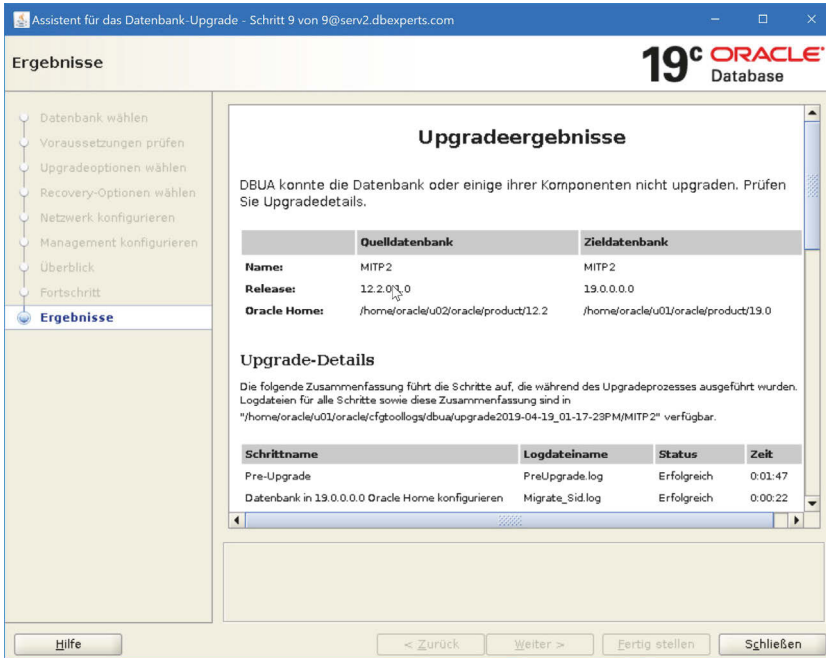 Assistent für das Datenbank-Upgrade - Schritt 9 von 9@serv2.dbexperts.com
Ergebnisse
19c ORACLE
Database
Datenbank wählen
Voraussetzungen prüfen
Upgradeoptionen wählen
Recovery-Optionen wählen
Netzwerk konfigurieren
Management konfigurieren
Überblick
Fortschritt
Ergebnisse
Upgradeergebnisse
DBUA konnte die Datenbank oder einige ihrer Komponenten nicht upgraden. Prüfen
Sie Upgradedetails.
Quelldatenbank Zieldatenbank
Name: MITP2 MITP2
Release: 12.2.0.1.0 19.0.0.0.0
Oracle Home: /home/oracle/u02/oracle/product/12.2 /home/oracle/u01/oracle/product/19.0
Upgrade-Details
Die folgende Zusammenfassung führt die Schritte auf, die während des Upgradeprozesses ausgeführt wurden.
Logdateien für alle Schritte sowie diese Zusammenfassung sind in
"/home/oracle/u01/oracle/cfgtoollogs/dbua/upgrade2019-04-19_01-17-23PM/MITP2" verfügbar.
Schrittname Logdateiname Status Zeit
Pre-Upgrade PreUpgrade.log Erfolgreich 0:01:47
Datenbank in 19.0.0.0.0 Oracle Home konfigurieren Migrate_Sid.log Erfolgreich 0:00:22
Hilfe < Zurück Weiter > Fertig stellen Schließen